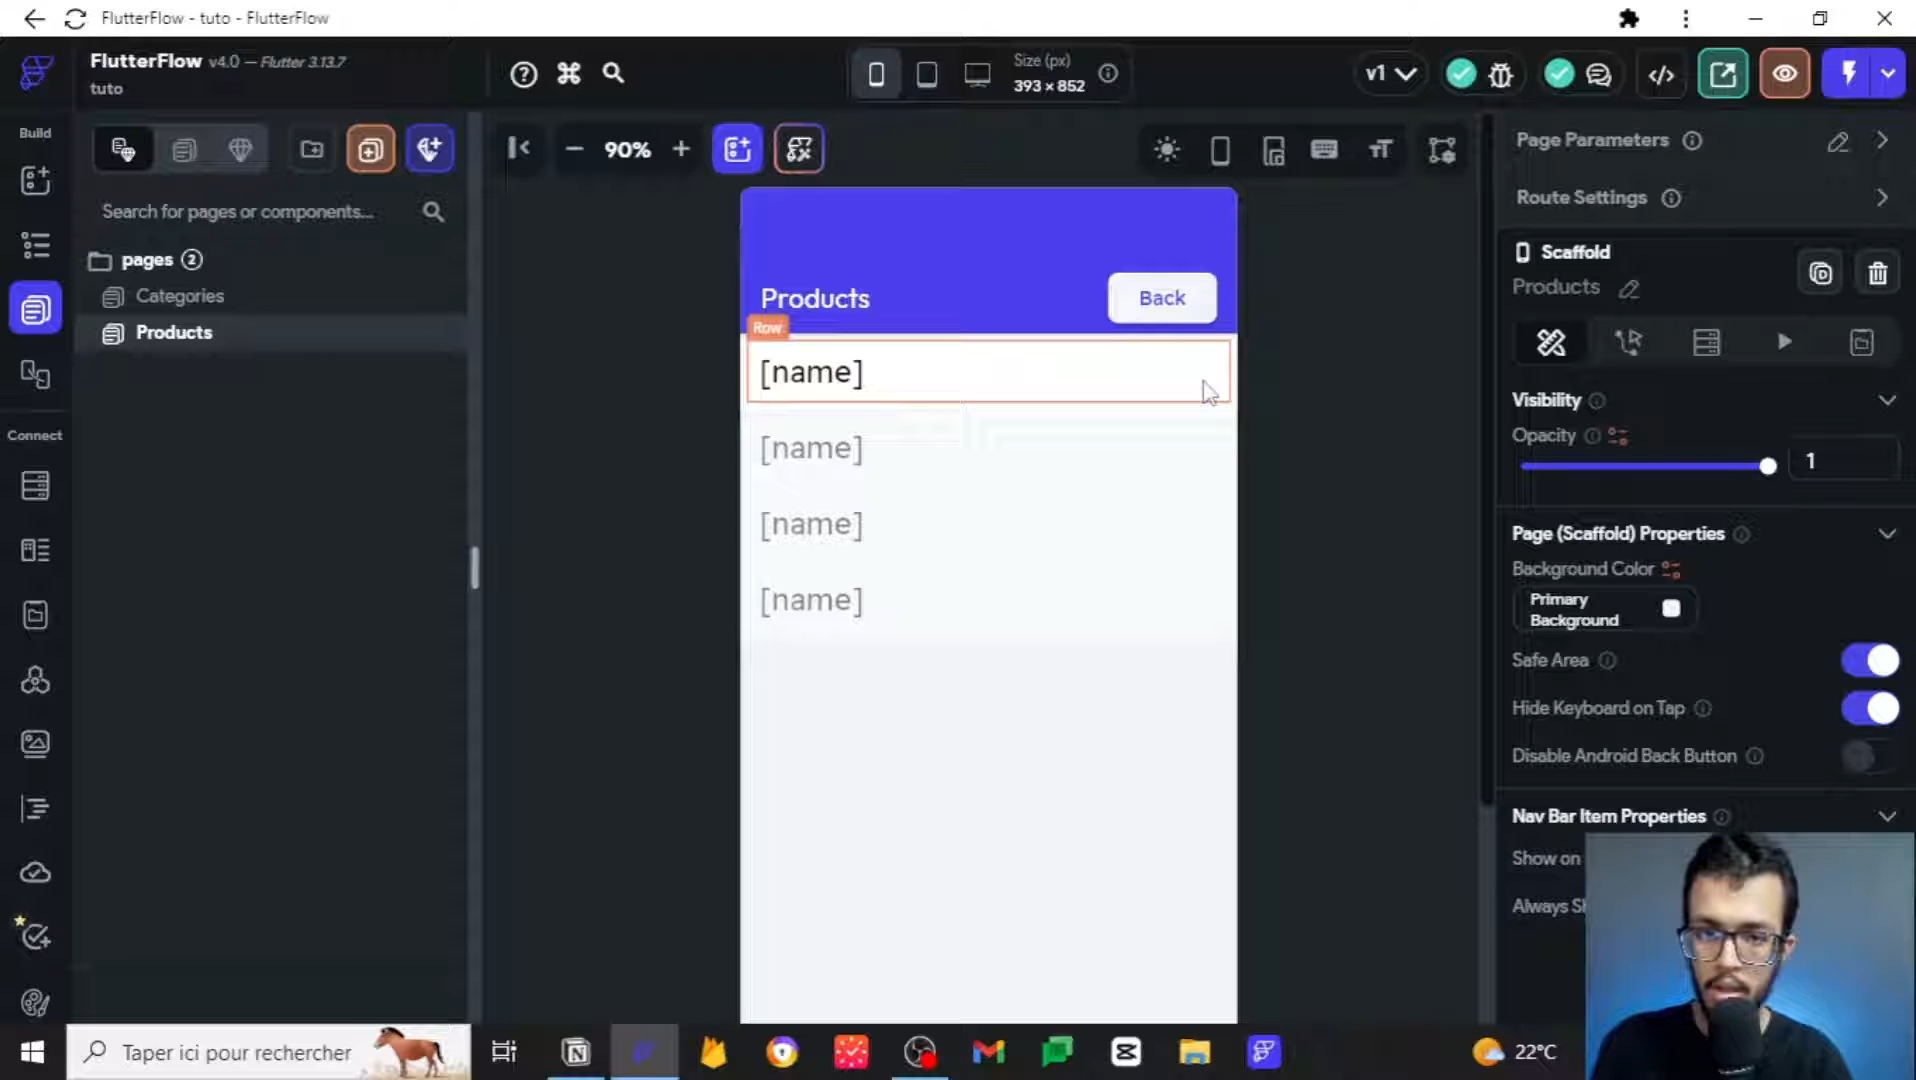 FlutterFlow - tuto - FlutterFlow
FlutterFlow v4.0 — Flutter 3.13.7
tuto
Size (px)
393 × 852
v1
Build
90%
Page Parameters
Search for pages or components...
Route Settings
pages 2
Categories
Products
Scaffold
Products
Products
Back
Row
[name]
[name]
[name]
[name]
Visibility
Opacity
1
Connect
Page (Scaffold) Properties
Background Color
Primary
Background
Safe Area
Hide Keyboard on Tap
Disable Android Back Button
Nav Bar Item Properties
Show on
Always
Taper ici pour rechercher
22°C